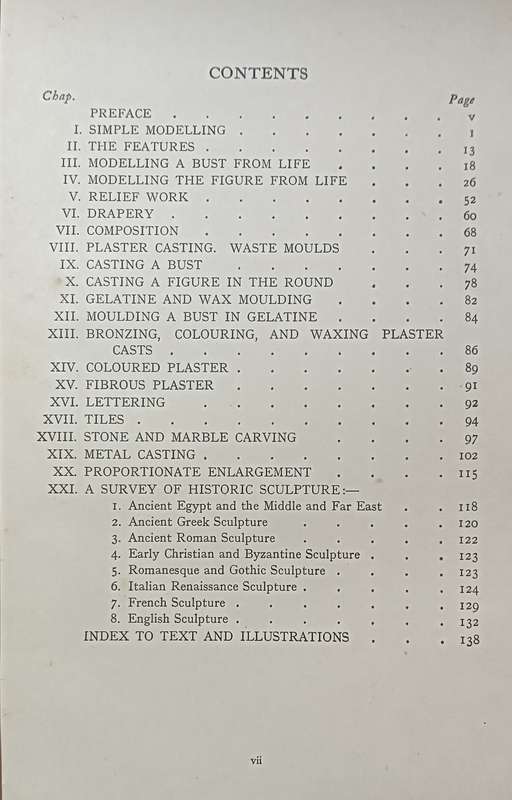 CONTENTS
Chap. Page
PREFACE . . . . . . . . . v
I. SIMPLE MODELLING . . . . . . . 1
II. THE FEATURES . . . . . . . . 13
III. MODELLING A BUST FROM LIFE . . . . 18
IV. MODELLING THE FIGURE FROM LIFE . . . 26
V. RELIEF WORK . . . . . . . . 52
VI. DRAPERY . . . . . . . . . 60
VII. COMPOSITION . . . . . . . . 68
VIII. PLASTER CASTING. WASTE MOULDS . . . 71
IX. CASTING A BUST . . . . . . . 74
X. CASTING A FIGURE IN THE ROUND . . . 78
XI. GELATINE AND WAX MOULDING . . . . 82
XII. MOULDING A BUST IN GELATINE . . . . 84
XIII. BRONZING, COLOURING, AND WAXING PLASTER
CASTS . . . . . . . . . 86
XIV. COLOURED PLASTER . . . . . . . 89
XV. FIBROUS PLASTER . . . . . . . 91
XVI. LETTERING . . . . . . . . 92
XVII. TILES . . . . . . . . . . 94
XVIII. STONE AND MARBLE CARVING . . . . 97
XIX. METAL CASTING . . . . . . . . 102
XX. PROPORTIONATE ENLARGEMENT . . . . 115
XXI. A SURVEY OF HISTORIC SCULPTURE:—
1. Ancient Egypt and the Middle and Far East . . 118
2. Ancient Greek Sculpture . . . . . 120
3. Ancient Roman Sculpture . . . . . 122
4. Early Christian and Byzantine Sculpture . . . 123
5. Romanesque and Gothic Sculpture . . . . 123
6. Italian Renaissance Sculpture . . . . . 124
7. French Sculpture . . . . . . . 129
8. English Sculpture . . . . . . . 132
INDEX TO TEXT AND ILLUSTRATIONS . . . 138
vii